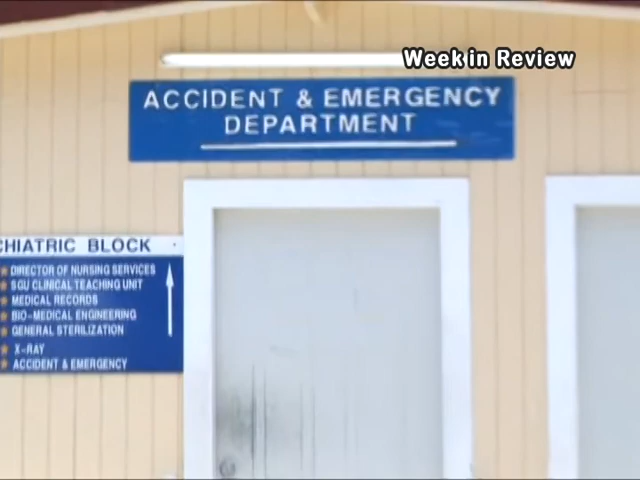 Week in Review
ACCIDENT & EMERGENCY
DEPARTMENT
CHIATRIC BLOCK
DIRECTOR OF NURSING SERVICES
SGU CLINICAL TEACHING UNIT
MEDICAL RECORDS
BIO-MEDICAL ENGINEERING
GENERAL STERILIZATION
X-RAY
ACCIDENT & EMERGENCY